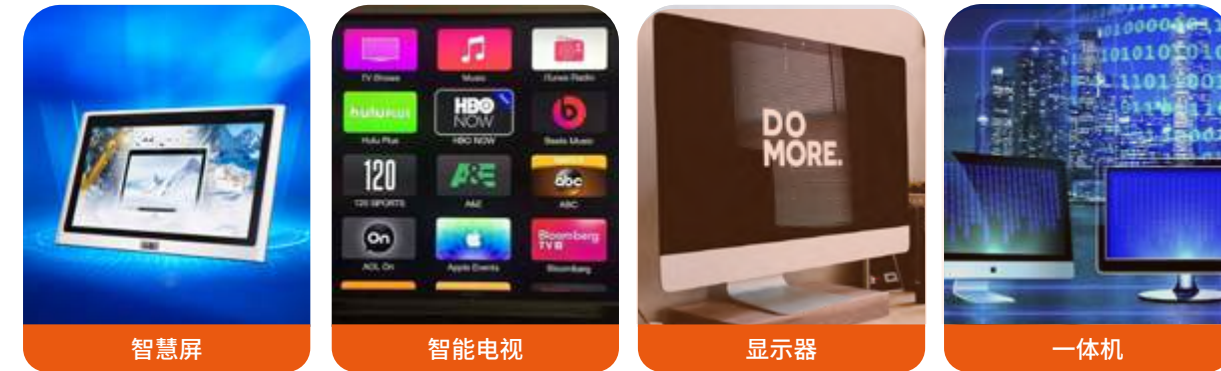 TV Shows
Music
iTunes Radio
huluPLUS
HBO
NOW
Hulu Plus
HBO NOW
Beats Music
120
A&E
abc
120 SPORTS
A&E
ABC
On
Bloomberg
TV
AOL On
Apple Events
Bloomberg
DO
MORE.
智慧屏
智能电视
显示器
一体机